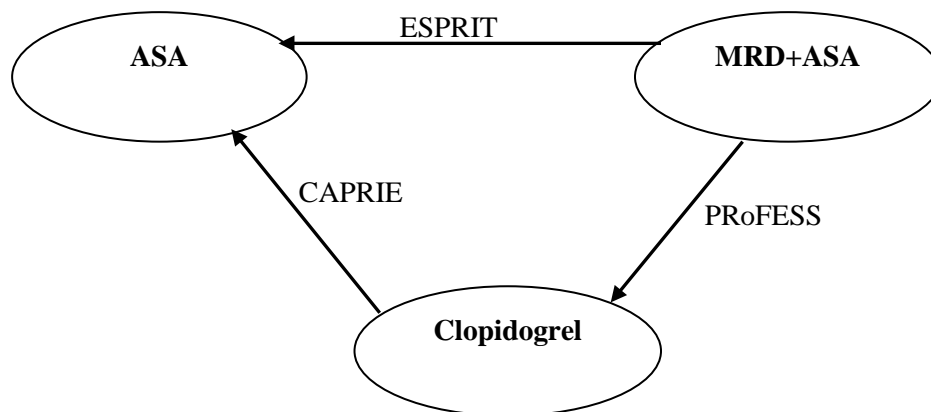 ESPRIT
ASA
MRD+ASA
CAPRIE
PRoFESS
Clopidogrel